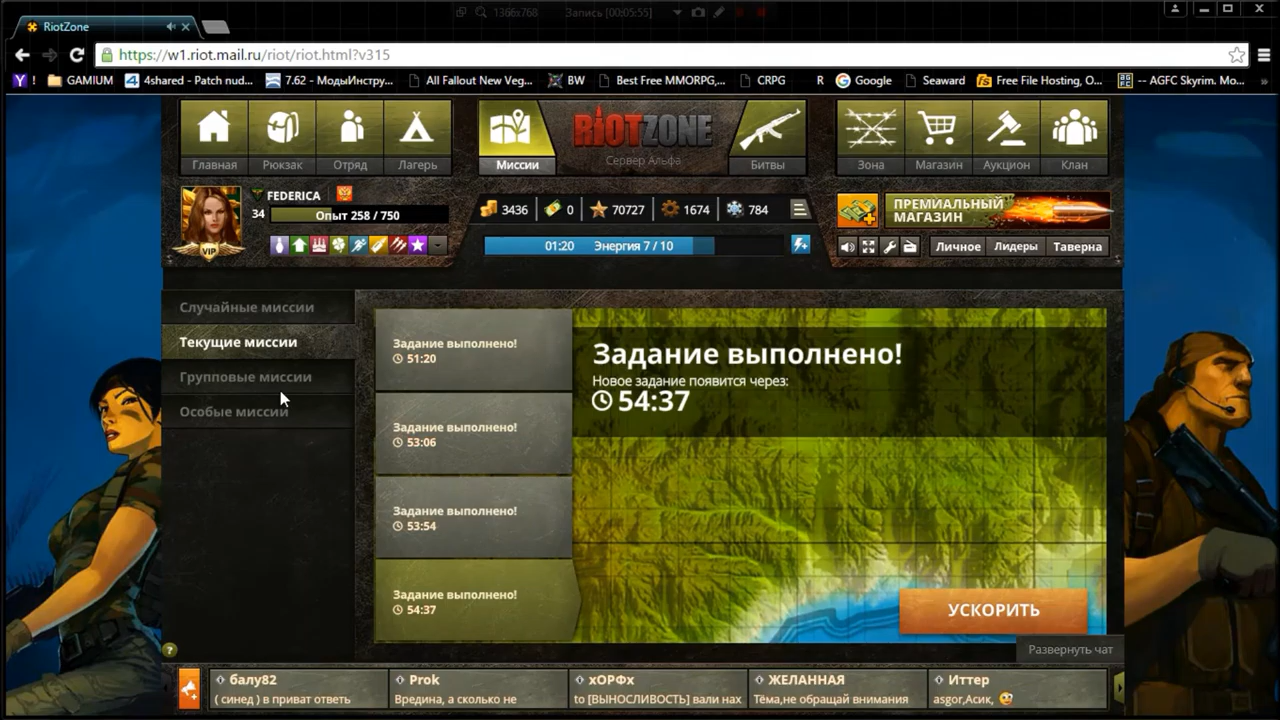 1366x768
Запись [00:05:55]
RiotZone
https://w1.riot.mail.ru/riot/riot.html?v315
Y ! GAMIUM 4shared - Patch nud... 7.62 - МодыИнстру... All Fallout New Veg... BW Best Free MMORPG,... CRPG R Google Seaward Free File Hosting, O... -- AGFC Skyrim. Mo... »
Главная Рюкзак Отряд Лагерь Миссии RIOTZONE Сервер Альфа Битвы Зона Магазин Аукцион Клан
FEDERICA
34 Опыт 258 / 750
VIP
3436 0 70727 1674 784
01:20 Энергия 7 / 10
ПРЕМИАЛЬНЫЙ
МАГАЗИН
Личное Лидеры Таверна
Случайные миссии
Текущие миссии
Групповые миссии
Особые миссии
Задание выполнено!
51:20
Задание выполнено!
53:06
Задание выполнено!
53:54
Задание выполнено!
54:37
Задание выполнено!
Новое задание появится через:
54:37
УСКОРИТЬ
Развернуть чат
?
балу82
( синед ) в приват ответь
Prok
Вредина, а сколько не
хОРФх
to [ВЫНОСЛИВОСТЬ] вали нах
ЖЕЛАННАЯ
Тёма,не обращай внимания
Иттер
asgor,Асик,